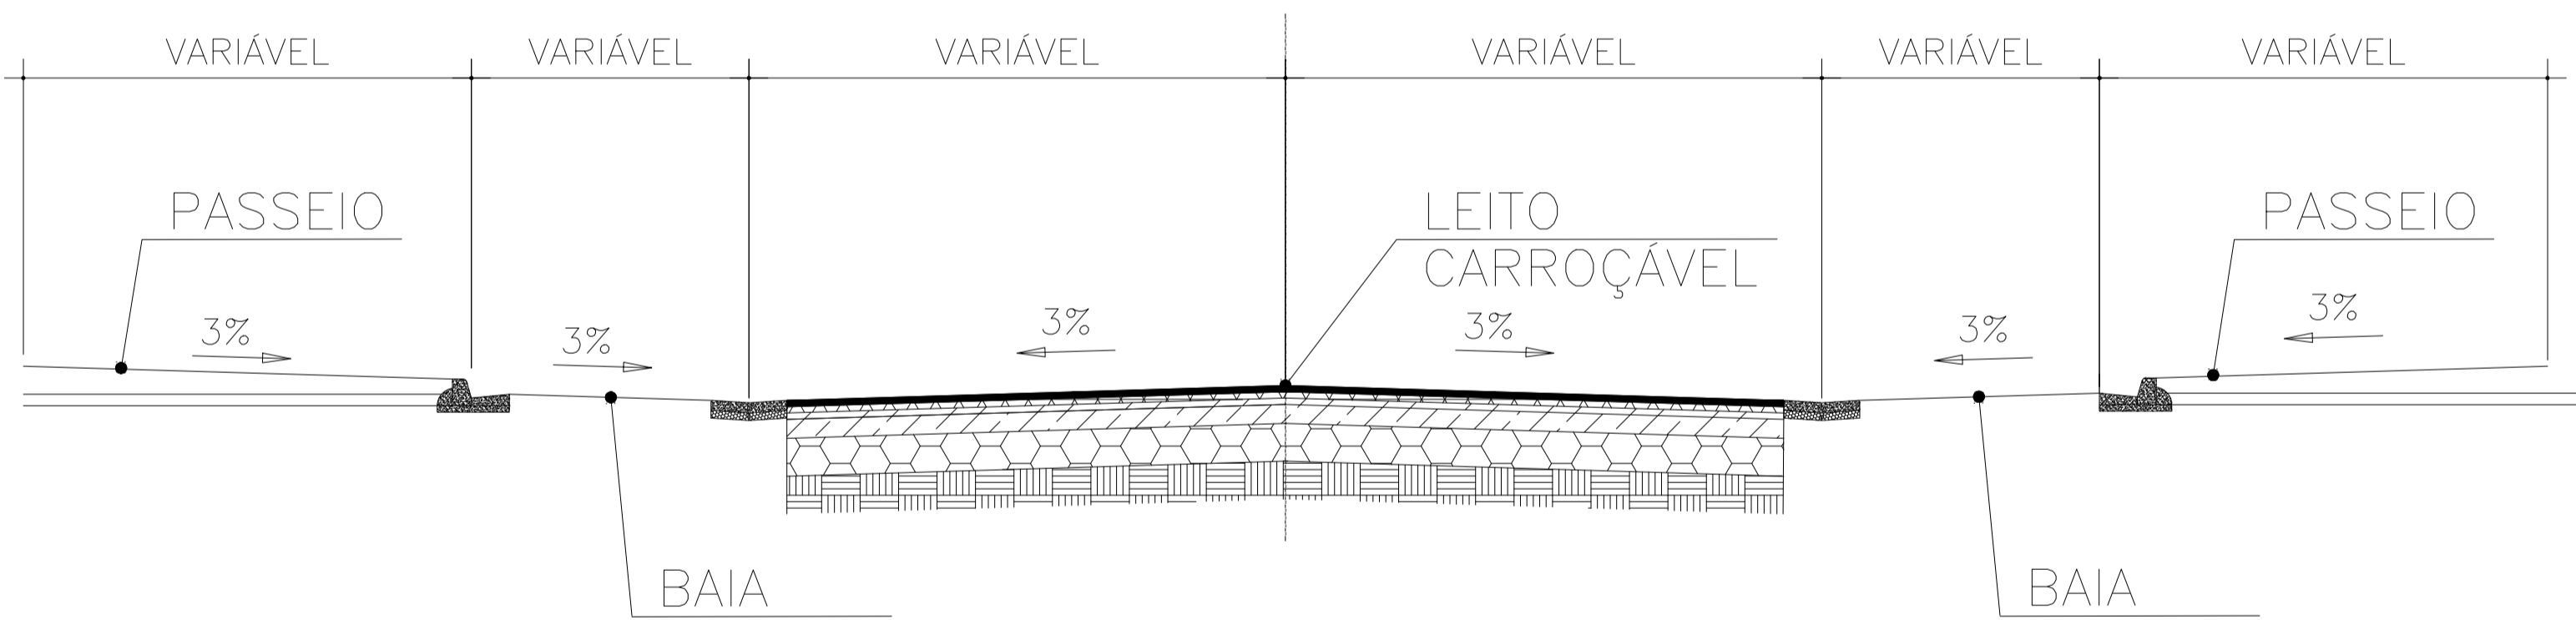 VARIÁVEL VARIÁVEL VARIÁVEL VARIÁVEL VARIÁVEL VARIÁVEL
PASSEIO
LEITO
CARROÇÁVEL
PASSEIO
3% 3% 3% 3% 3% 3%
BAIA
BAIA